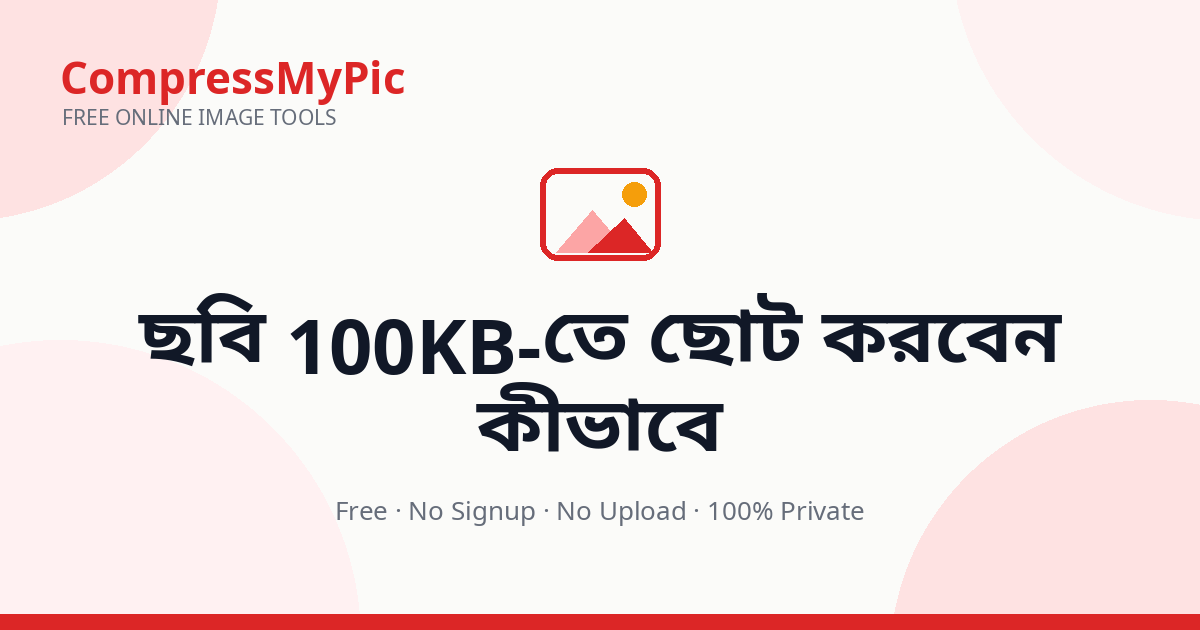 CompressMyPic
FREE ONLINE IMAGE TOOLS
ছবি 100KB-তে ছোট করবেন
কীভাবে
Free · No Signup · No Upload · 100% Private